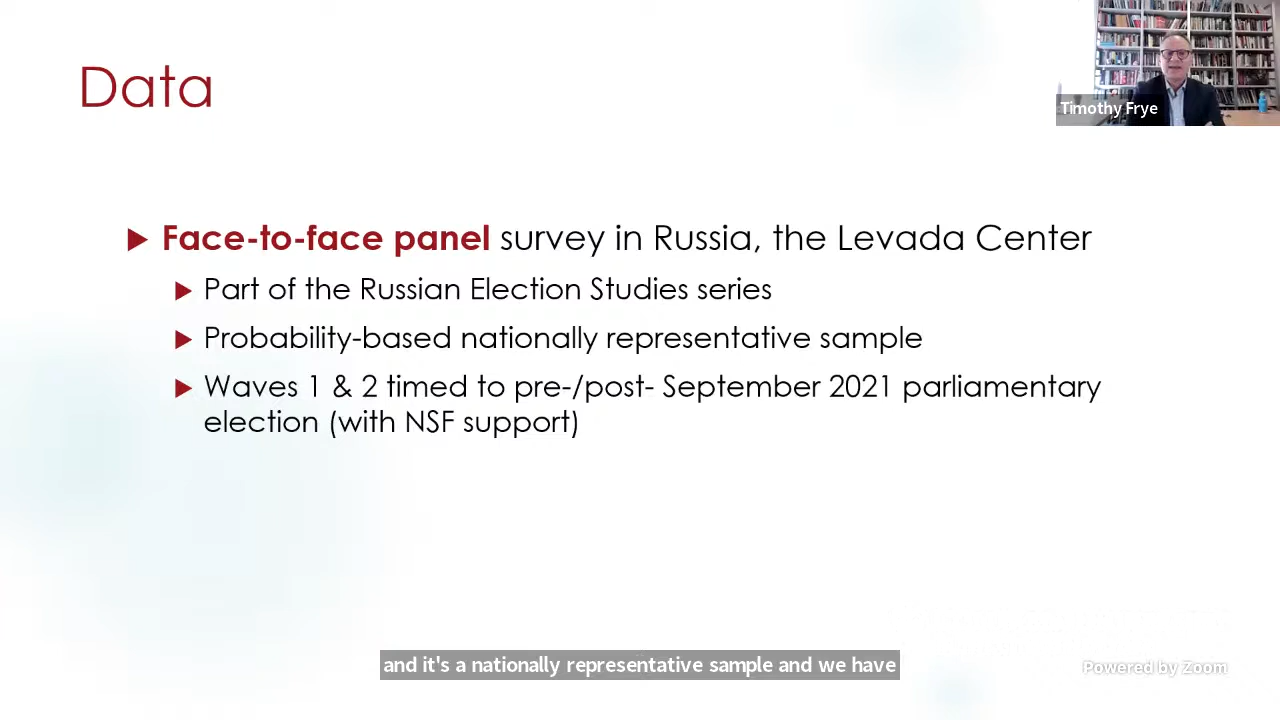 Data
Timothy Frye
Face-to-face panel survey in Russia, the Levada Center
Part of the Russian Election Studies series
Probability-based nationally representative sample
Waves 1 & 2 timed to pre-/post- September 2021 parliamentary
election (with NSF support)
and it's a nationally representative sample and we have
Powered by Zoom